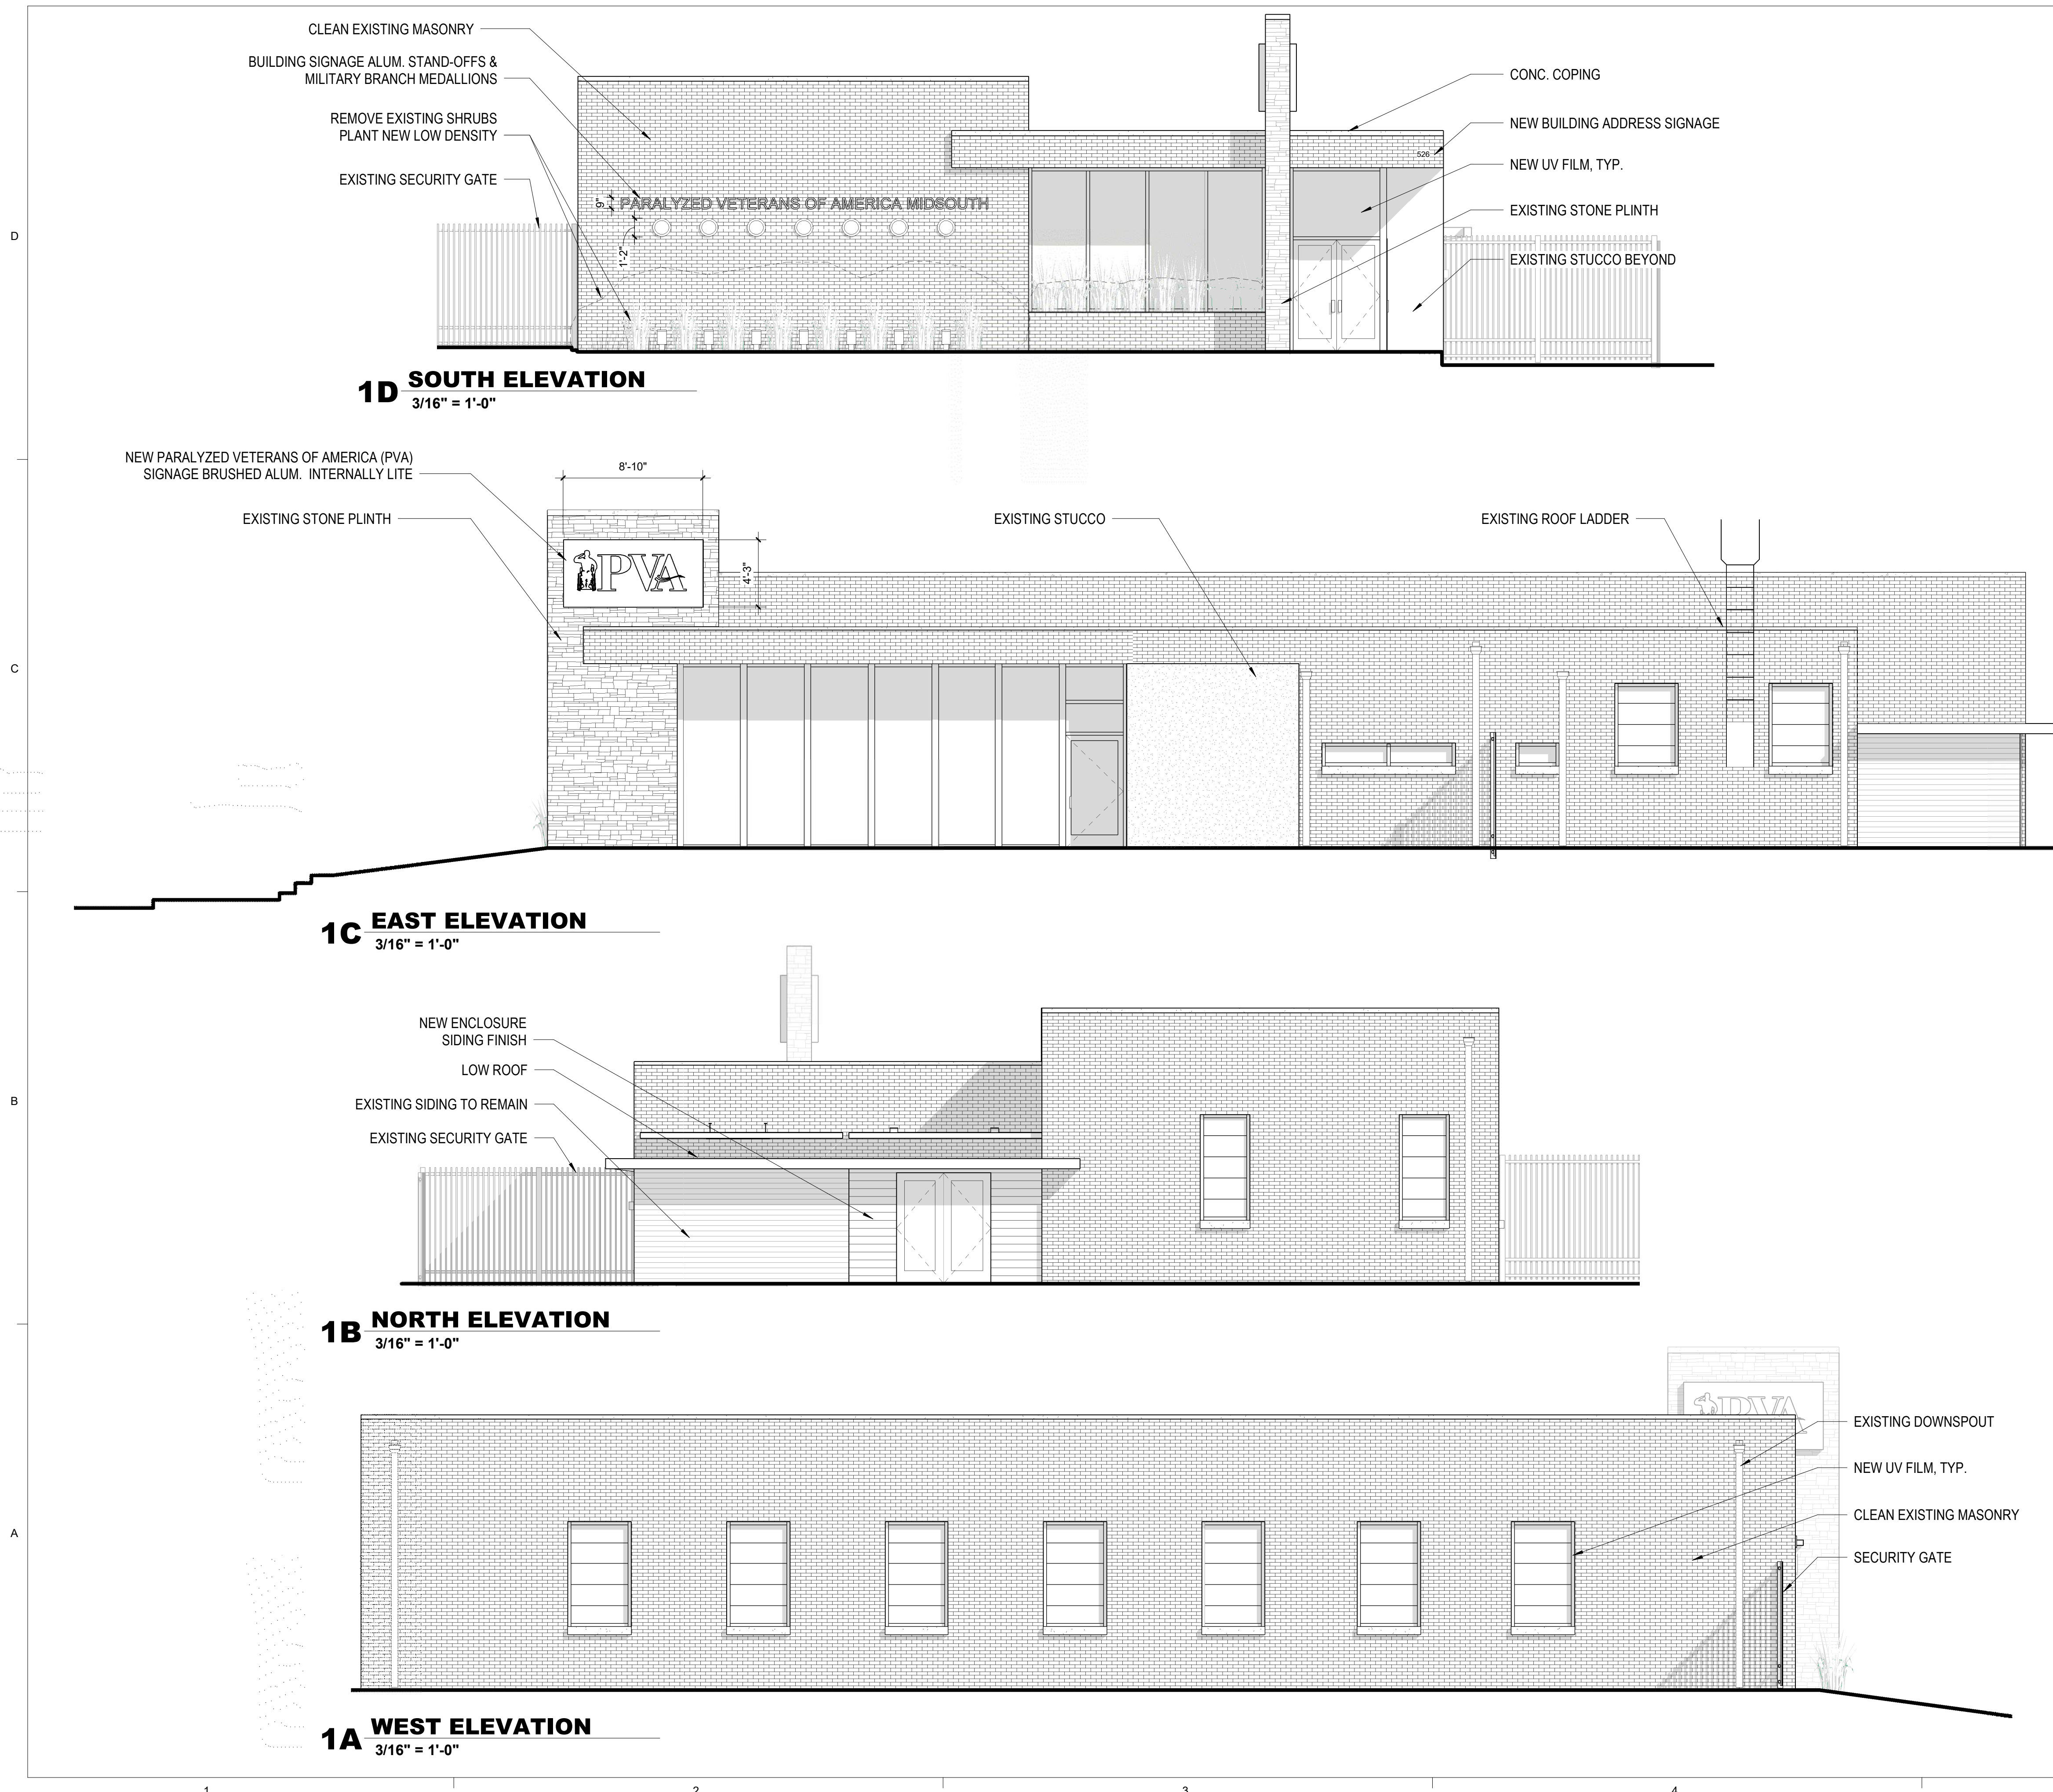 CLEAN EXISTING MASONRY
BUILDING SIGNAGE ALUM. STAND-OFFS &
MILITARY BRANCH MEDALLIONS
REMOVE EXISTING SHRUBS
PLANT NEW LOW DENSITY
EXISTING SECURITY GATE
9"
PARALYZED VETERANS OF AMERICA MIDSOUTH
1'-2"
526
CONC. COPING
NEW BUILDING ADDRESS SIGNAGE
NEW UV FILM, TYP.
EXISTING STONE PLINTH
EXISTING STUCCO BEYOND
D
1D SOUTH ELEVATION
3/16" = 1'-0"
NEW PARALYZED VETERANS OF AMERICA (PVA)
SIGNAGE BRUSHED ALUM. INTERNALLY LITE
EXISTING STONE PLINTH
8'-10"
4'-3"
PVA
EXISTING STUCCO
EXISTING ROOF LADDER
C
1C EAST ELEVATION
3/16" = 1'-0"
NEW ENCLOSURE
SIDING FINISH
LOW ROOF
EXISTING SIDING TO REMAIN
EXISTING SECURITY GATE
B
1B NORTH ELEVATION
3/16" = 1'-0"
PVA
EXISTING DOWNSPOUT
NEW UV FILM, TYP.
CLEAN EXISTING MASONRY
SECURITY GATE
A
1A WEST ELEVATION
3/16" = 1'-0"
1
2
3
4